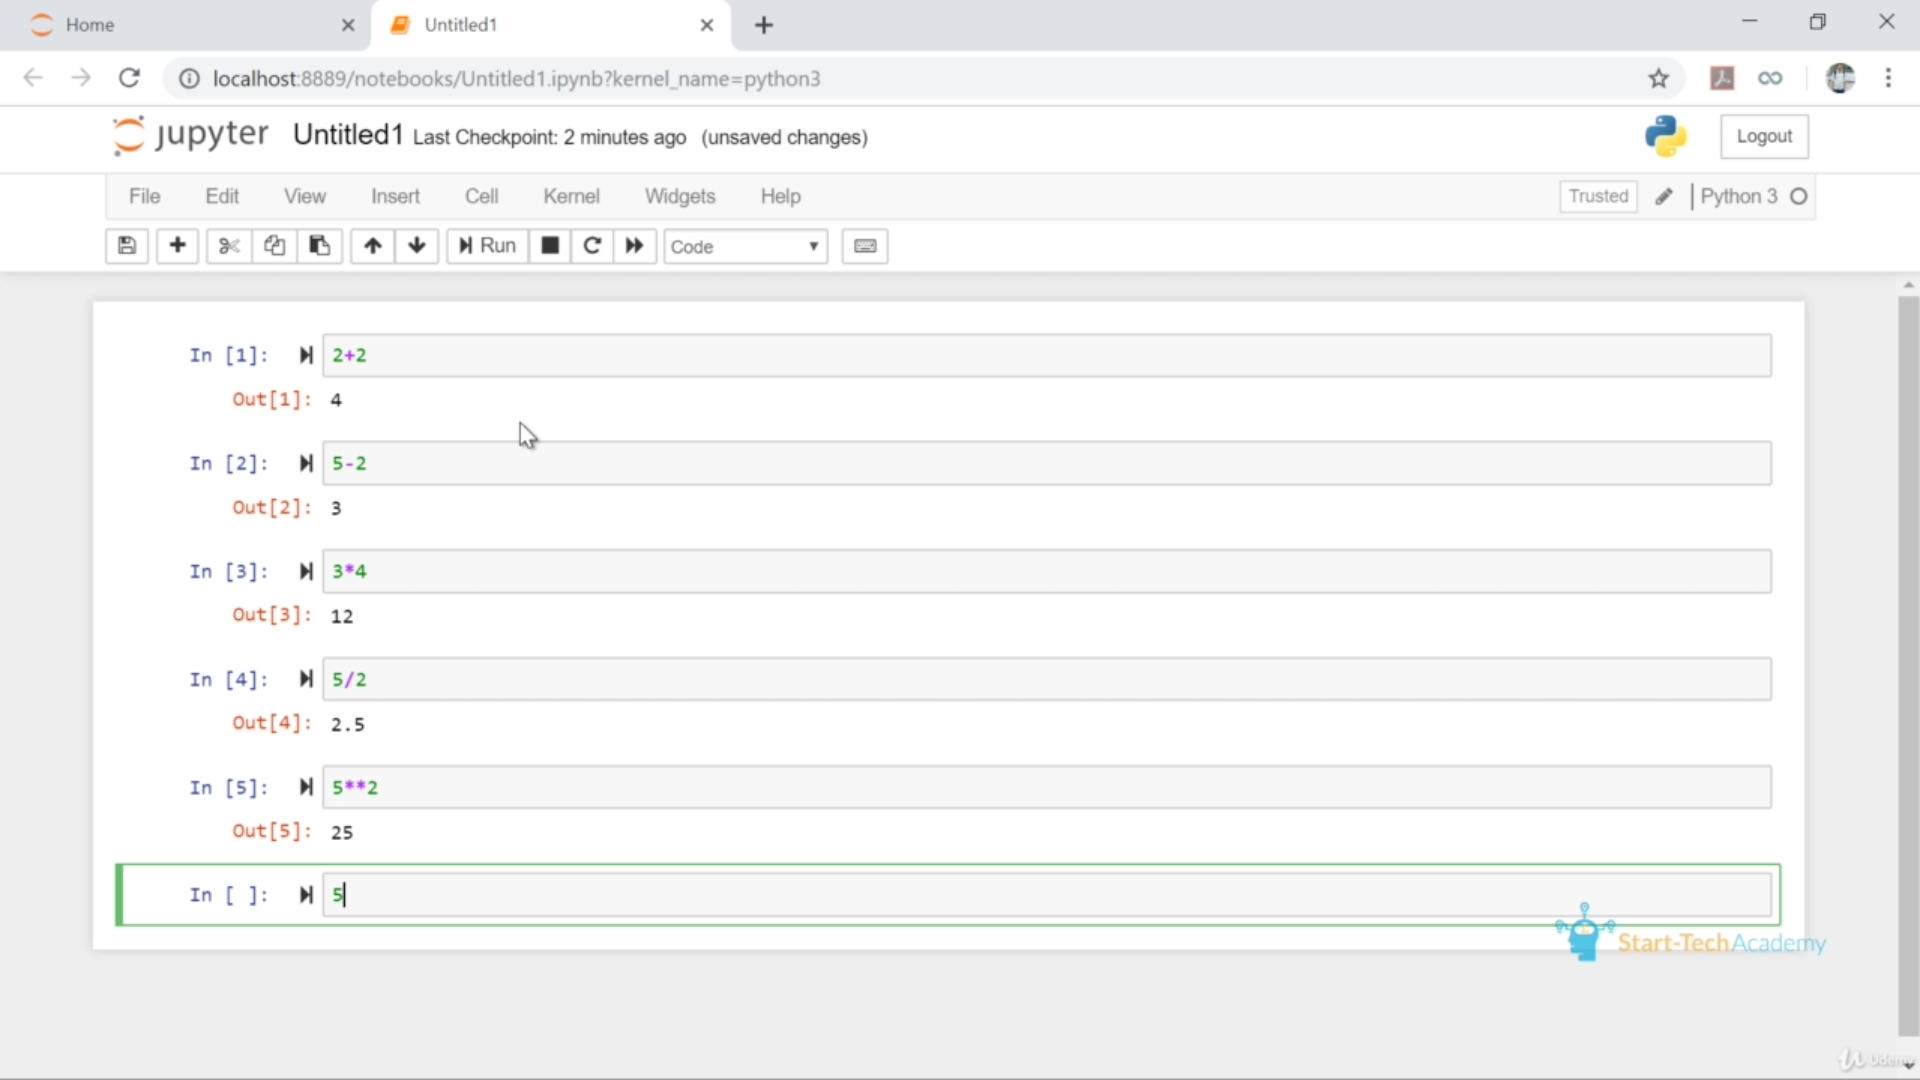 Home
Untitled1
localhost:8889/notebooks/Untitled1.ipynb?kernel_name=python3
jupyter Untitled1 Last Checkpoint: 2 minutes ago (unsaved changes)
Logout
File Edit View Insert Cell Kernel Widgets Help
Trusted Python 3
Run Code
In [1]: 2+2
Out[1]: 4
In [2]: 5-2
Out[2]: 3
In [3]: 3*4
Out[3]: 12
In [4]: 5/2
Out[4]: 2.5
In [5]: 5**2
Out[5]: 25
In [ ]: 5
Start-TechAcademy
Udemy